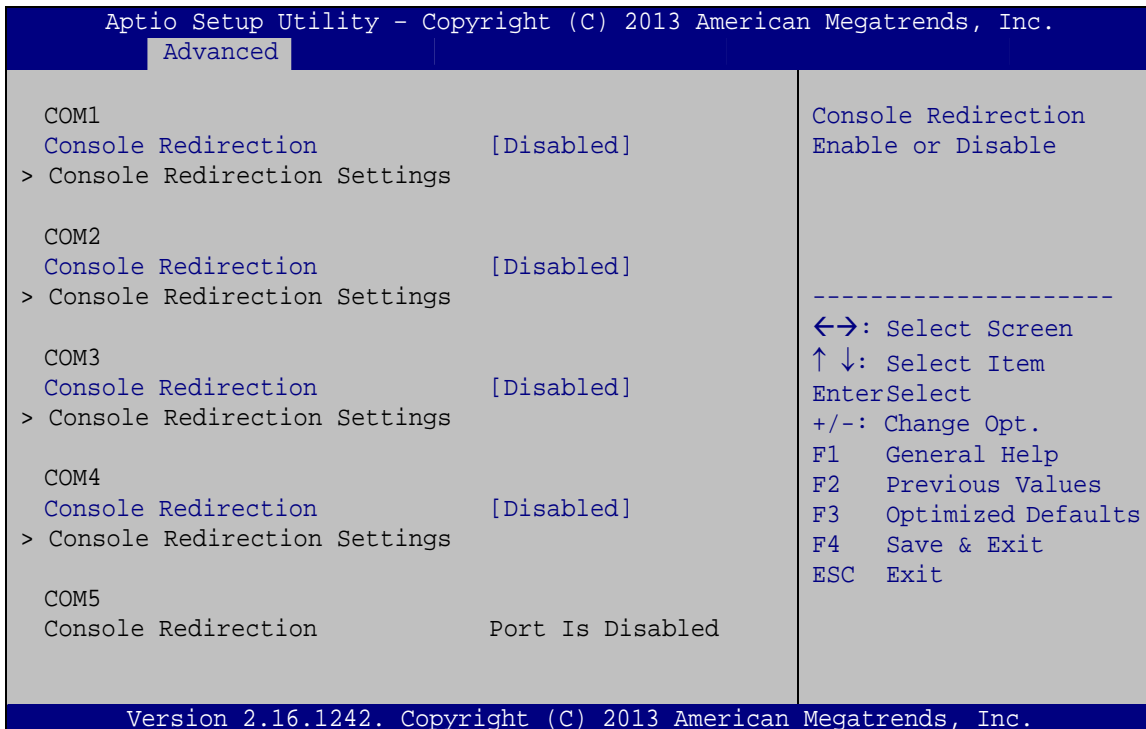 Aptio Setup Utility – Copyright (C) 2013 American Megatrends, Inc.
Advanced
COM1
Console Redirection [Disabled]
> Console Redirection Settings
COM2
Console Redirection [Disabled]
> Console Redirection Settings
COM3
Console Redirection [Disabled]
> Console Redirection Settings
COM4
Console Redirection [Disabled]
> Console Redirection Settings
COM5
Console Redirection Port Is Disabled
Console Redirection
Enable or Disable
---------------------
←→: Select Screen
↑ ↓: Select Item
EnterSelect
+/-: Change Opt.
F1 General Help
F2 Previous Values
F3 Optimized Defaults
F4 Save & Exit
ESC Exit
Version 2.16.1242. Copyright (C) 2013 American Megatrends, Inc.